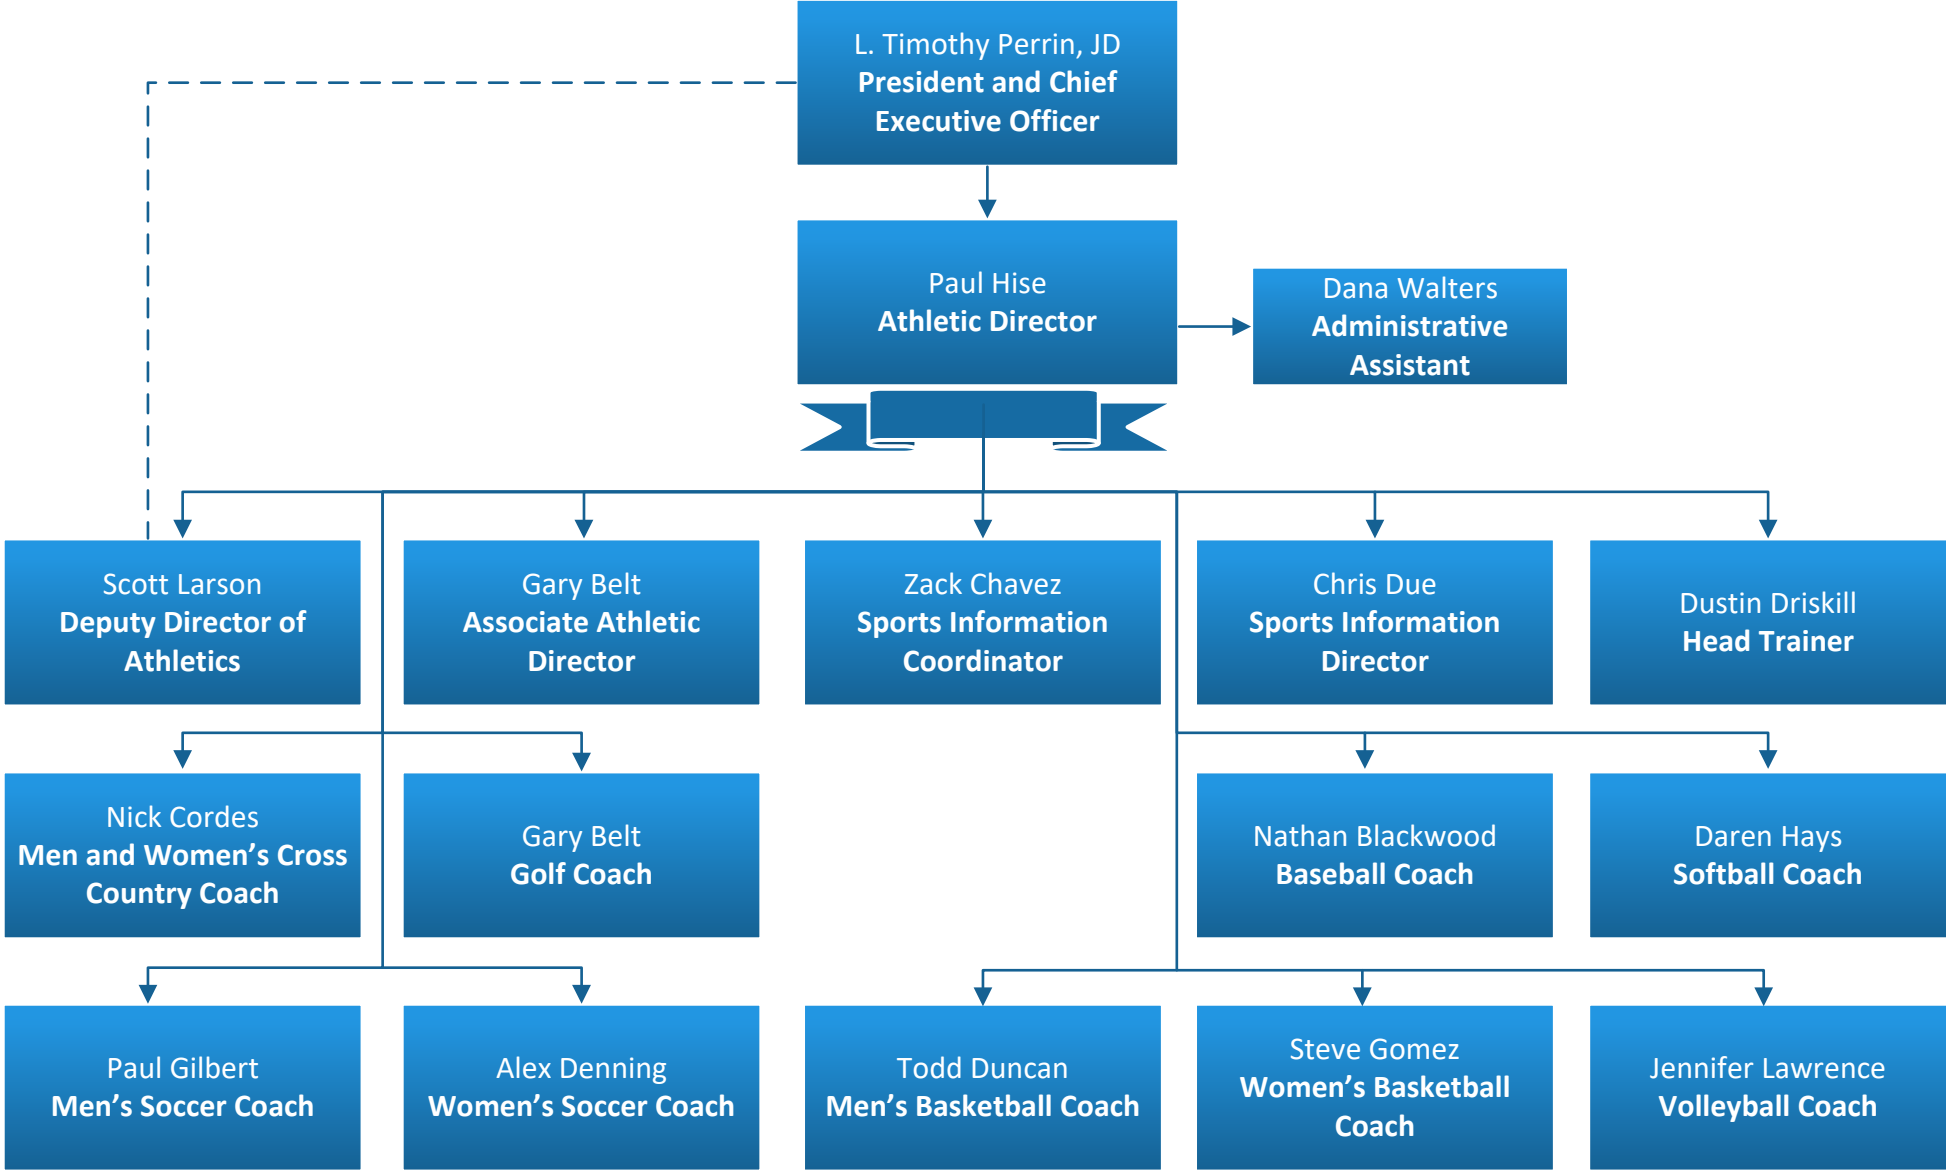 L. Timothy Perrin, JD
President and Chief
Executive Officer
Paul Hise
Athletic Director
Dana Walters
Administrative
Assistant
Scott Larson
Deputy Director of
Athletics
Gary Belt
Associate Athletic
Director
Zack Chavez
Sports Information
Coordinator
Chris Due
Sports Information
Director
Dustin Driskill
Head Trainer
Nick Cordes
Men and Women’s Cross
Country Coach
Gary Belt
Golf Coach
Nathan Blackwood
Baseball Coach
Daren Hays
Softball Coach
Paul Gilbert
Men’s Soccer Coach
Alex Denning
Women’s Soccer Coach
Todd Duncan
Men’s Basketball Coach
Steve Gomez
Women’s Basketball
Coach
Jennifer Lawrence
Volleyball Coach